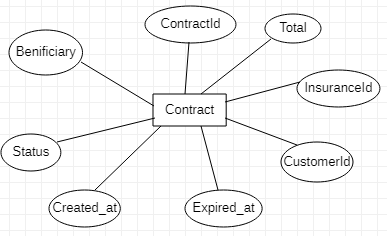 ContractId
Total
Benificiary
InsuranceId
Contract
Status
CustomerId
Created_at
Expired_at